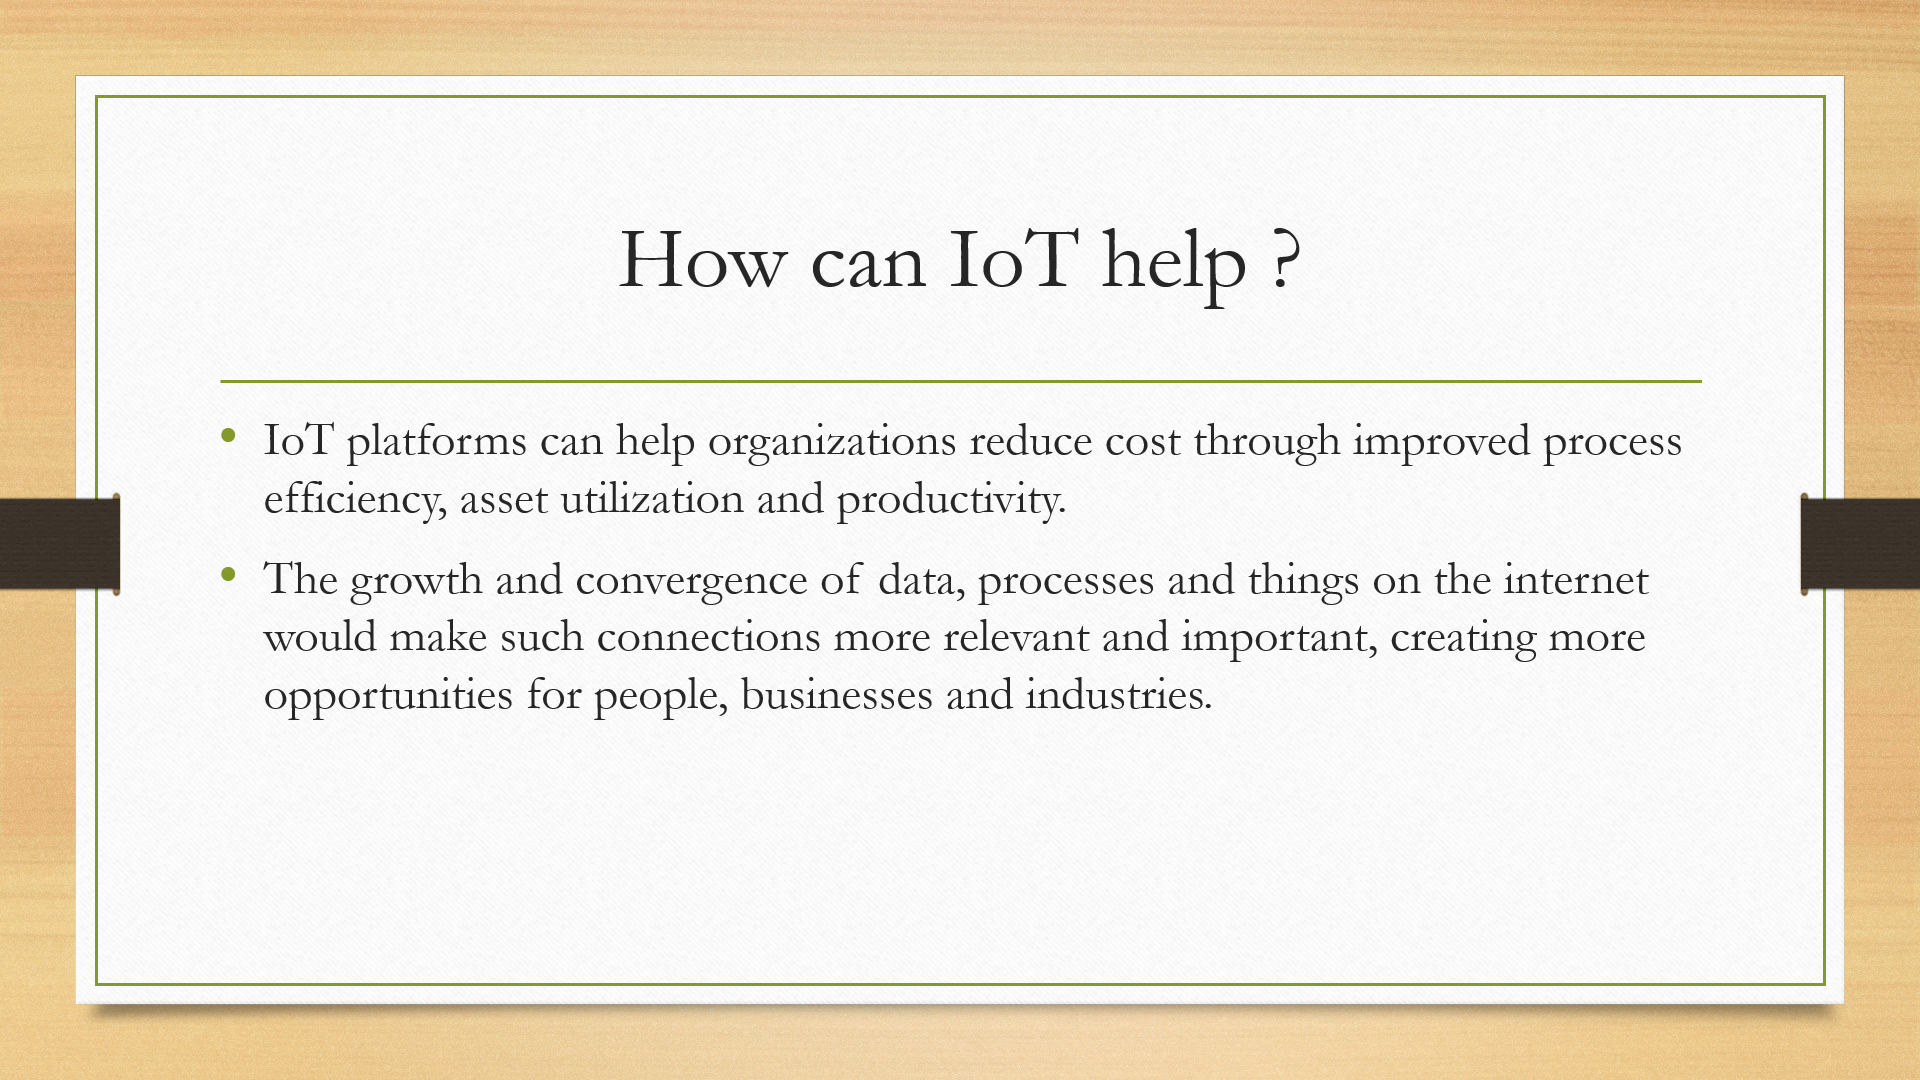 How can IoT help ?
• IoT platforms can help organizations reduce cost through improved process
efficiency, asset utilization and productivity.
• The growth and convergence of data, processes and things on the internet
would make such connections more relevant and important, creating more
opportunities for people, businesses and industries.